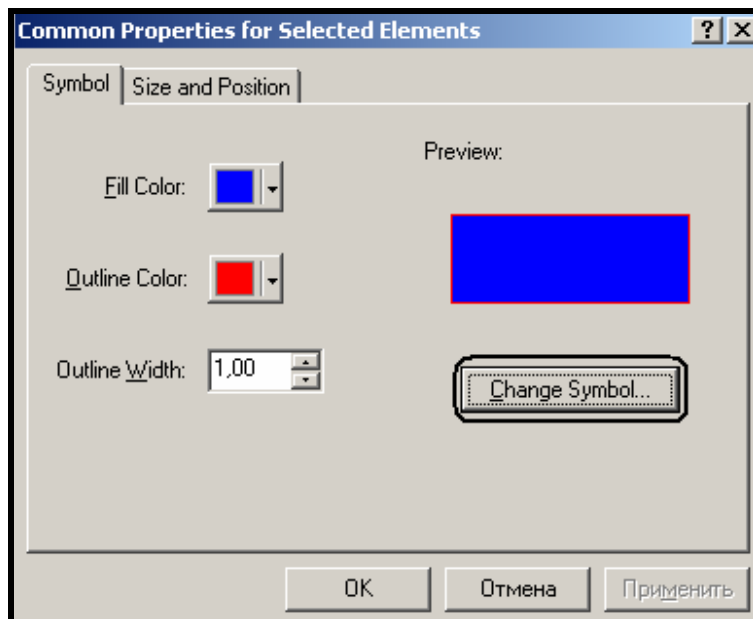 Common Properties for Selected Elements
Symbol
Size and Position
Preview:
Fill Color:
Outline Color:
Outline Width:
1,00
Change Symbol...
OK
Отмена
Применить